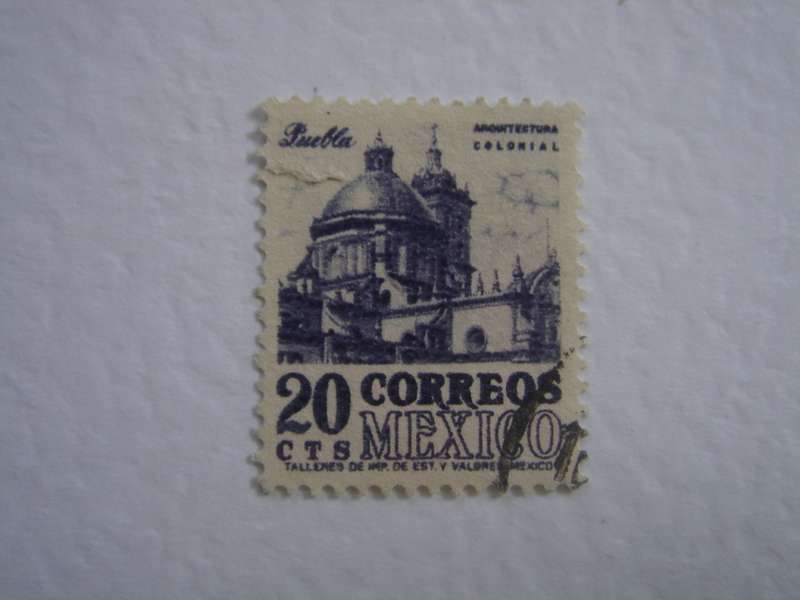 Puebla
ARQUITECTURA
COLONIAL
20 CORREOS
CTS MEXICO
TALLERES DE IMP. DE EST. Y VALORES-MEXICO